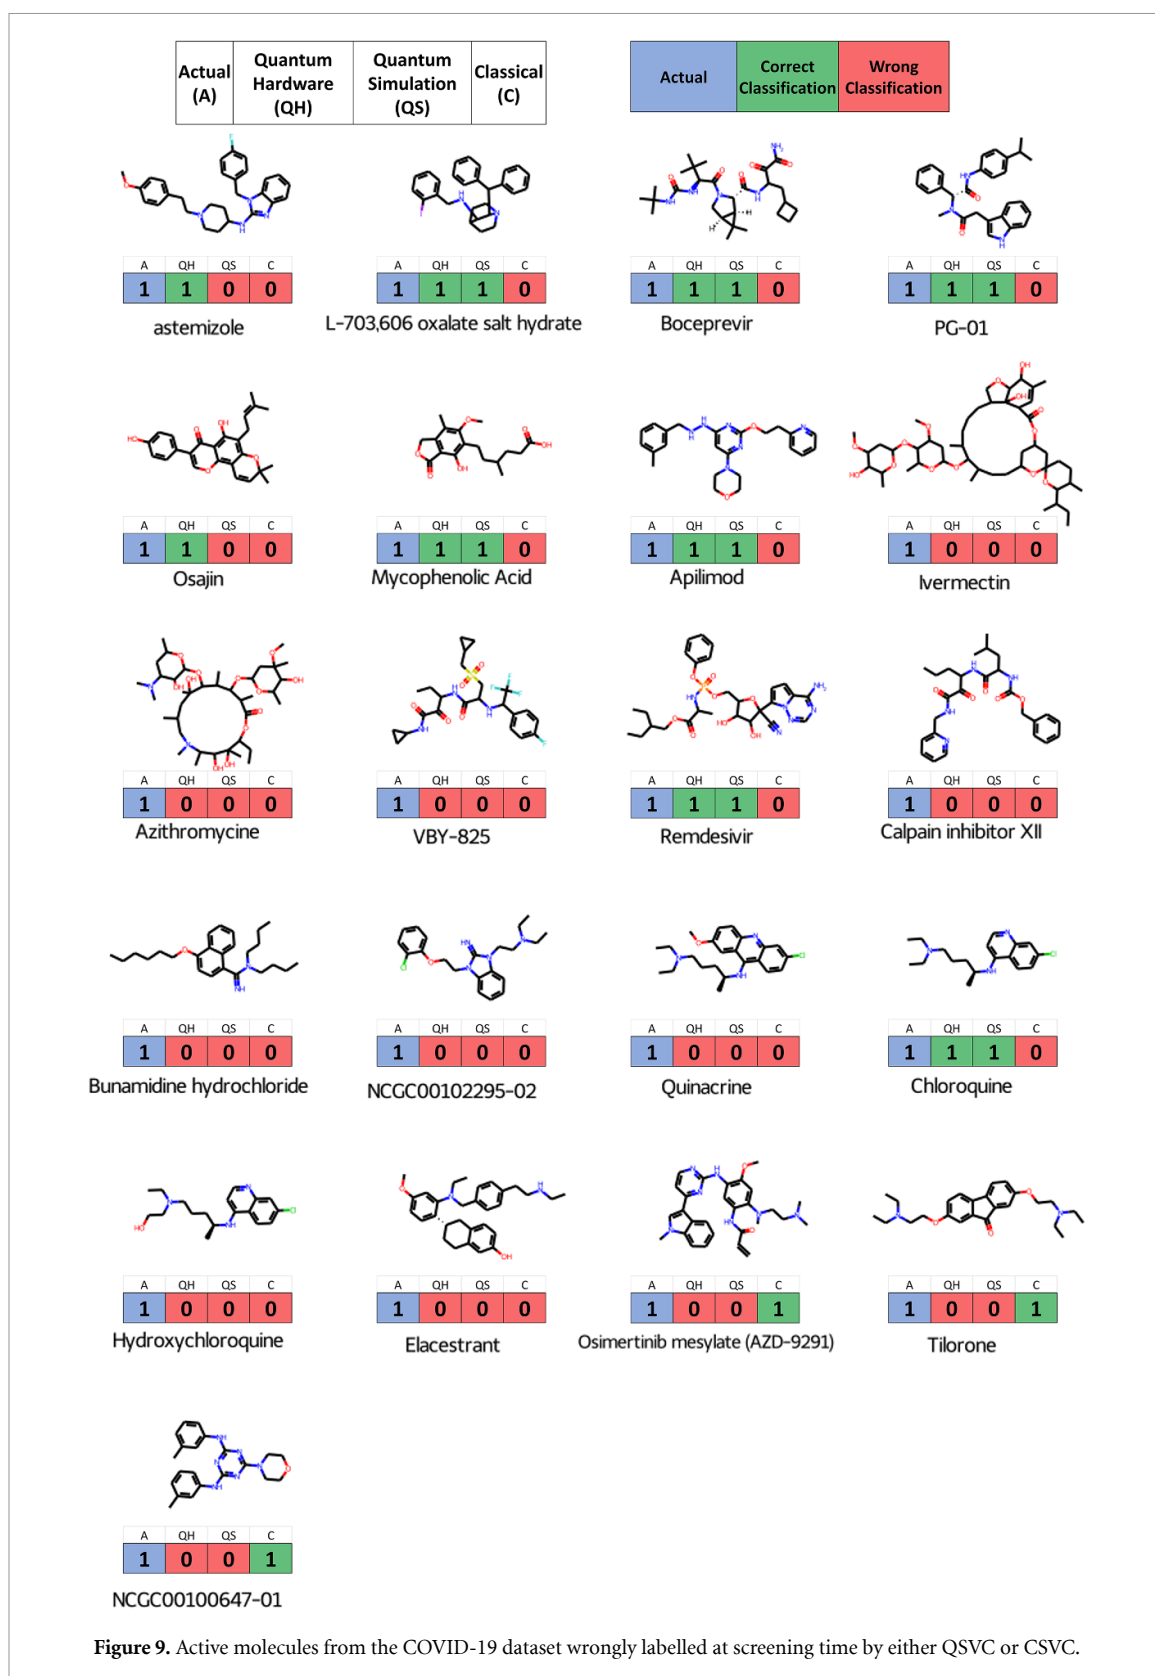 Actual (A) Quantum Hardware (QH) Quantum Simulation (QS) Classical (C)
Actual Correct Classification Wrong Classification
A QH QS C A QH QS C A QH QS C A QH QS C
1 1 0 0 1 1 1 0 1 1 1 0 1 1 1 0
astemizole L-703,606 oxalate salt hydrate Boceprevir PG-01
A QH QS C A QH QS C A QH QS C A QH QS C
1 1 0 0 1 1 1 0 1 1 1 0 1 0 0 0
Osajin Mycophenolic Acid Apilimod Ivermectin
A QH QS C A QH QS C A QH QS C A QH QS C
1 0 0 0 1 0 0 0 1 1 1 0 1 0 0 0
Azithromycine VBY-825 Remdesivir Calpain inhibitor XII
A QH QS C A QH QS C A QH QS C A QH QS C
1 0 0 0 1 0 0 0 1 0 0 0 1 1 1 0
Bunamidine hydrochloride NCGC00102295-02 Quinacrine Chloroquine
A QH QS C A QH QS C A QH QS C A QH QS C
1 0 0 0 1 0 0 0 1 0 0 1 1 0 0 1
Hydroxychloroquine Elacestrant Osimertinib mesylate (AZD-9291) Tilorone
A QH QS C
1 0 0 1
NCGC00100647-01
Figure 9. Active molecules from the COVID-19 dataset wrongly labelled at screening time by either QSVC or CSVC.